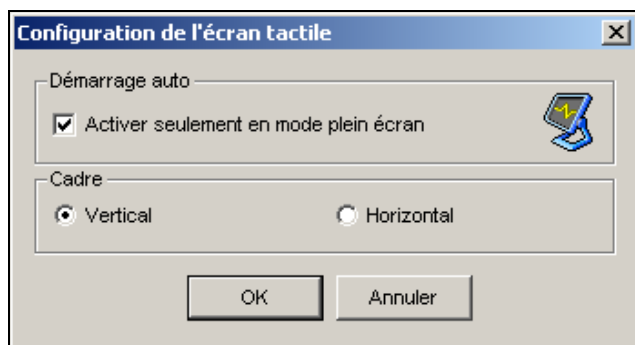 Configuration de l'écran tactile
Démarrage auto
Activer seulement en mode plein écran
Cadre
Vertical Horizontal
OK Annuler